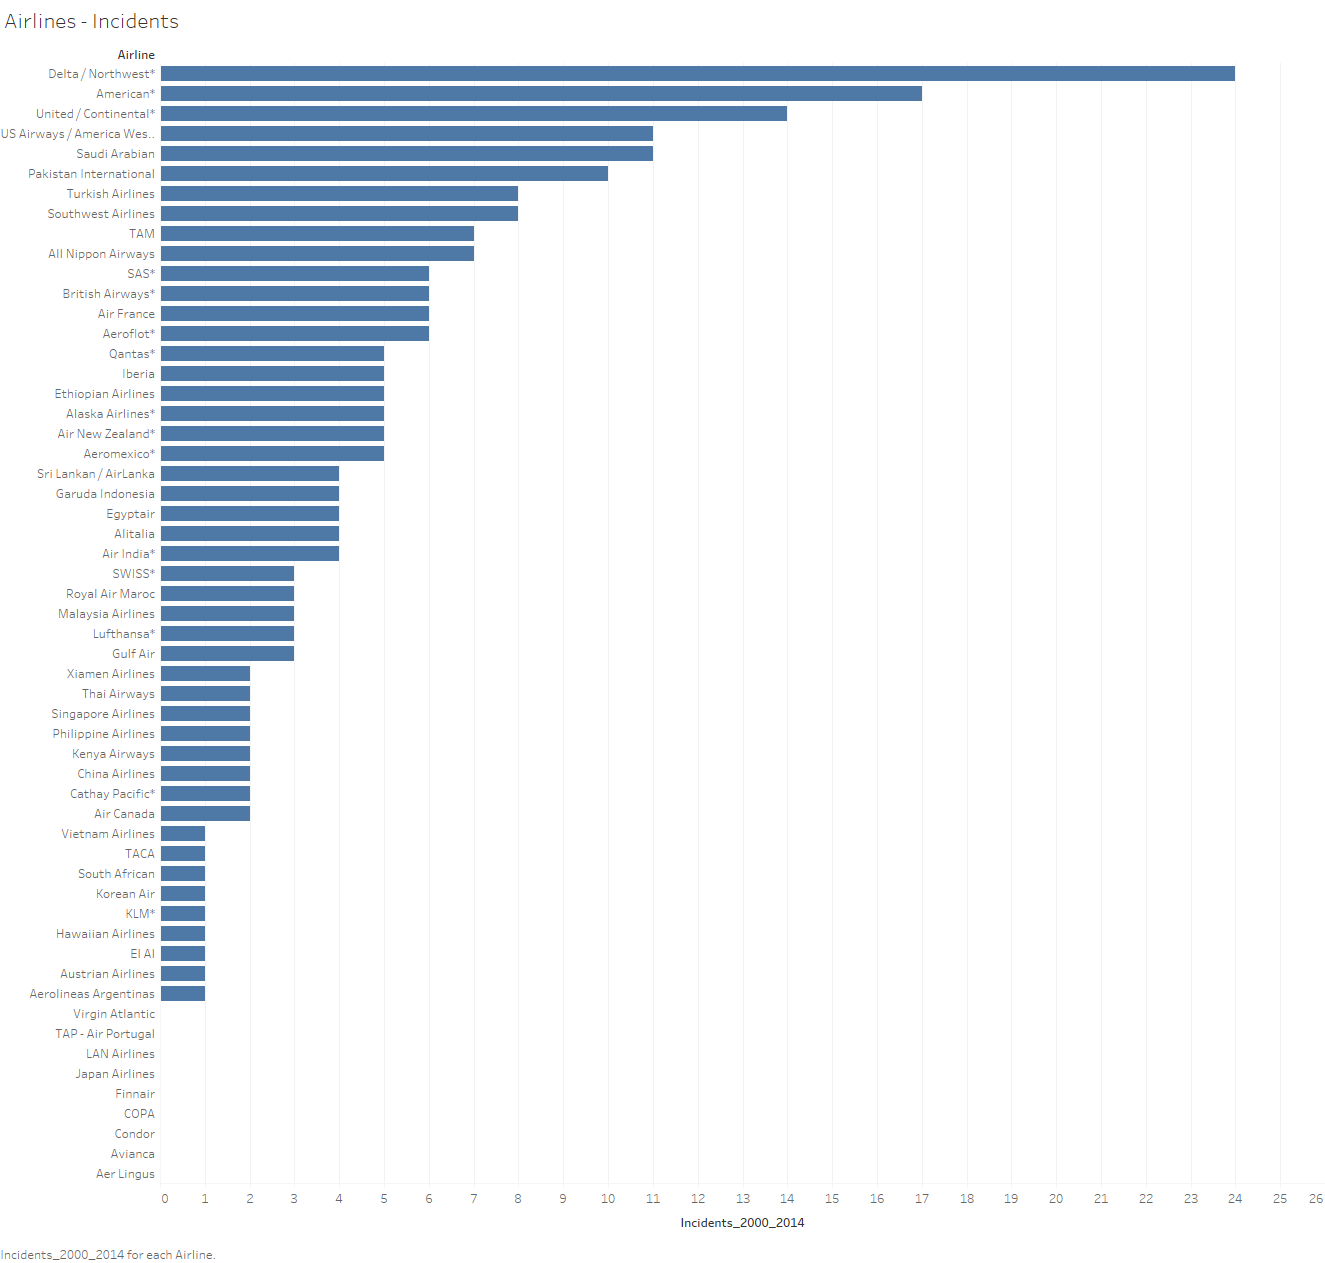 Airlines - Incidents
Airline
Delta / Northwest*
American*
United / Continental*
US Airways / America Wes..
Saudi Arabian
Pakistan International
Turkish Airlines
Southwest Airlines
TAM
All Nippon Airways
SAS*
British Airways*
Air France
Aeroflot*
Qantas*
Iberia
Ethiopian Airlines
Alaska Airlines*
Air New Zealand*
Aeromexico*
Sri Lankan / AirLanka
Garuda Indonesia
Egyptair
Alitalia
Air India*
SWISS*
Royal Air Maroc
Malaysia Airlines
Lufthansa*
Gulf Air
Xiamen Airlines
Thai Airways
Singapore Airlines
Philippine Airlines
Kenya Airways
China Airlines
Cathay Pacific*
Air Canada
Vietnam Airlines
TACA
South African
Korean Air
KLM*
Hawaiian Airlines
El Al
Austrian Airlines
Aerolineas Argentinas
Virgin Atlantic
TAP - Air Portugal
LAN Airlines
Japan Airlines
Finnair
COPA
Condor
Avianca
Aer Lingus
0 1 2 3 4 5 6 7 8 9 10 11 12 13 14 15 16 17 18 19 20 21 22 23 24 25 26
Incidents_2000_2014
Incidents_2000_2014 for each Airline.